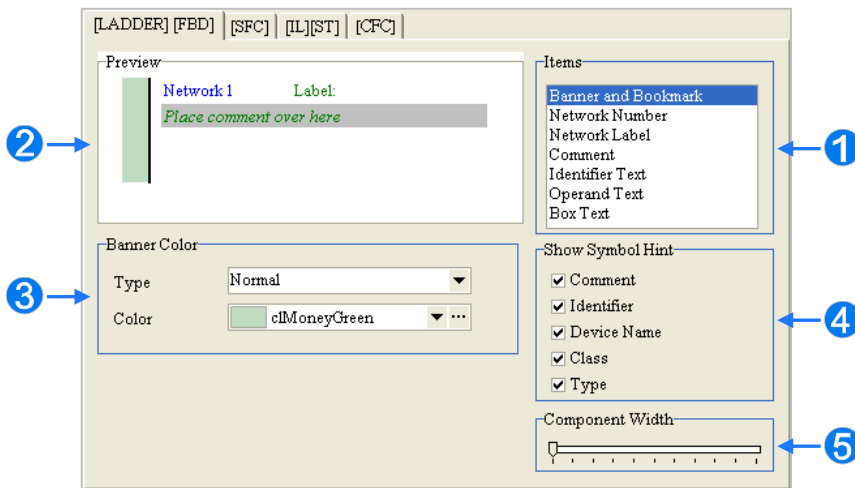 [LADDER] [FBD] [SFC] [IL][ST] [CFC]
Preview
Network 1 Label:
Place comment over here
2
Items
Banner and Bookmark
Network Number
Network Label
Comment
Identifier Text
Operand Text
Box Text
1
Banner Color
Type Normal
Color clMoneyGreen ...
3
Show Symbol Hint
Comment
Identifier
Device Name
Class
Type
4
Component Width
5